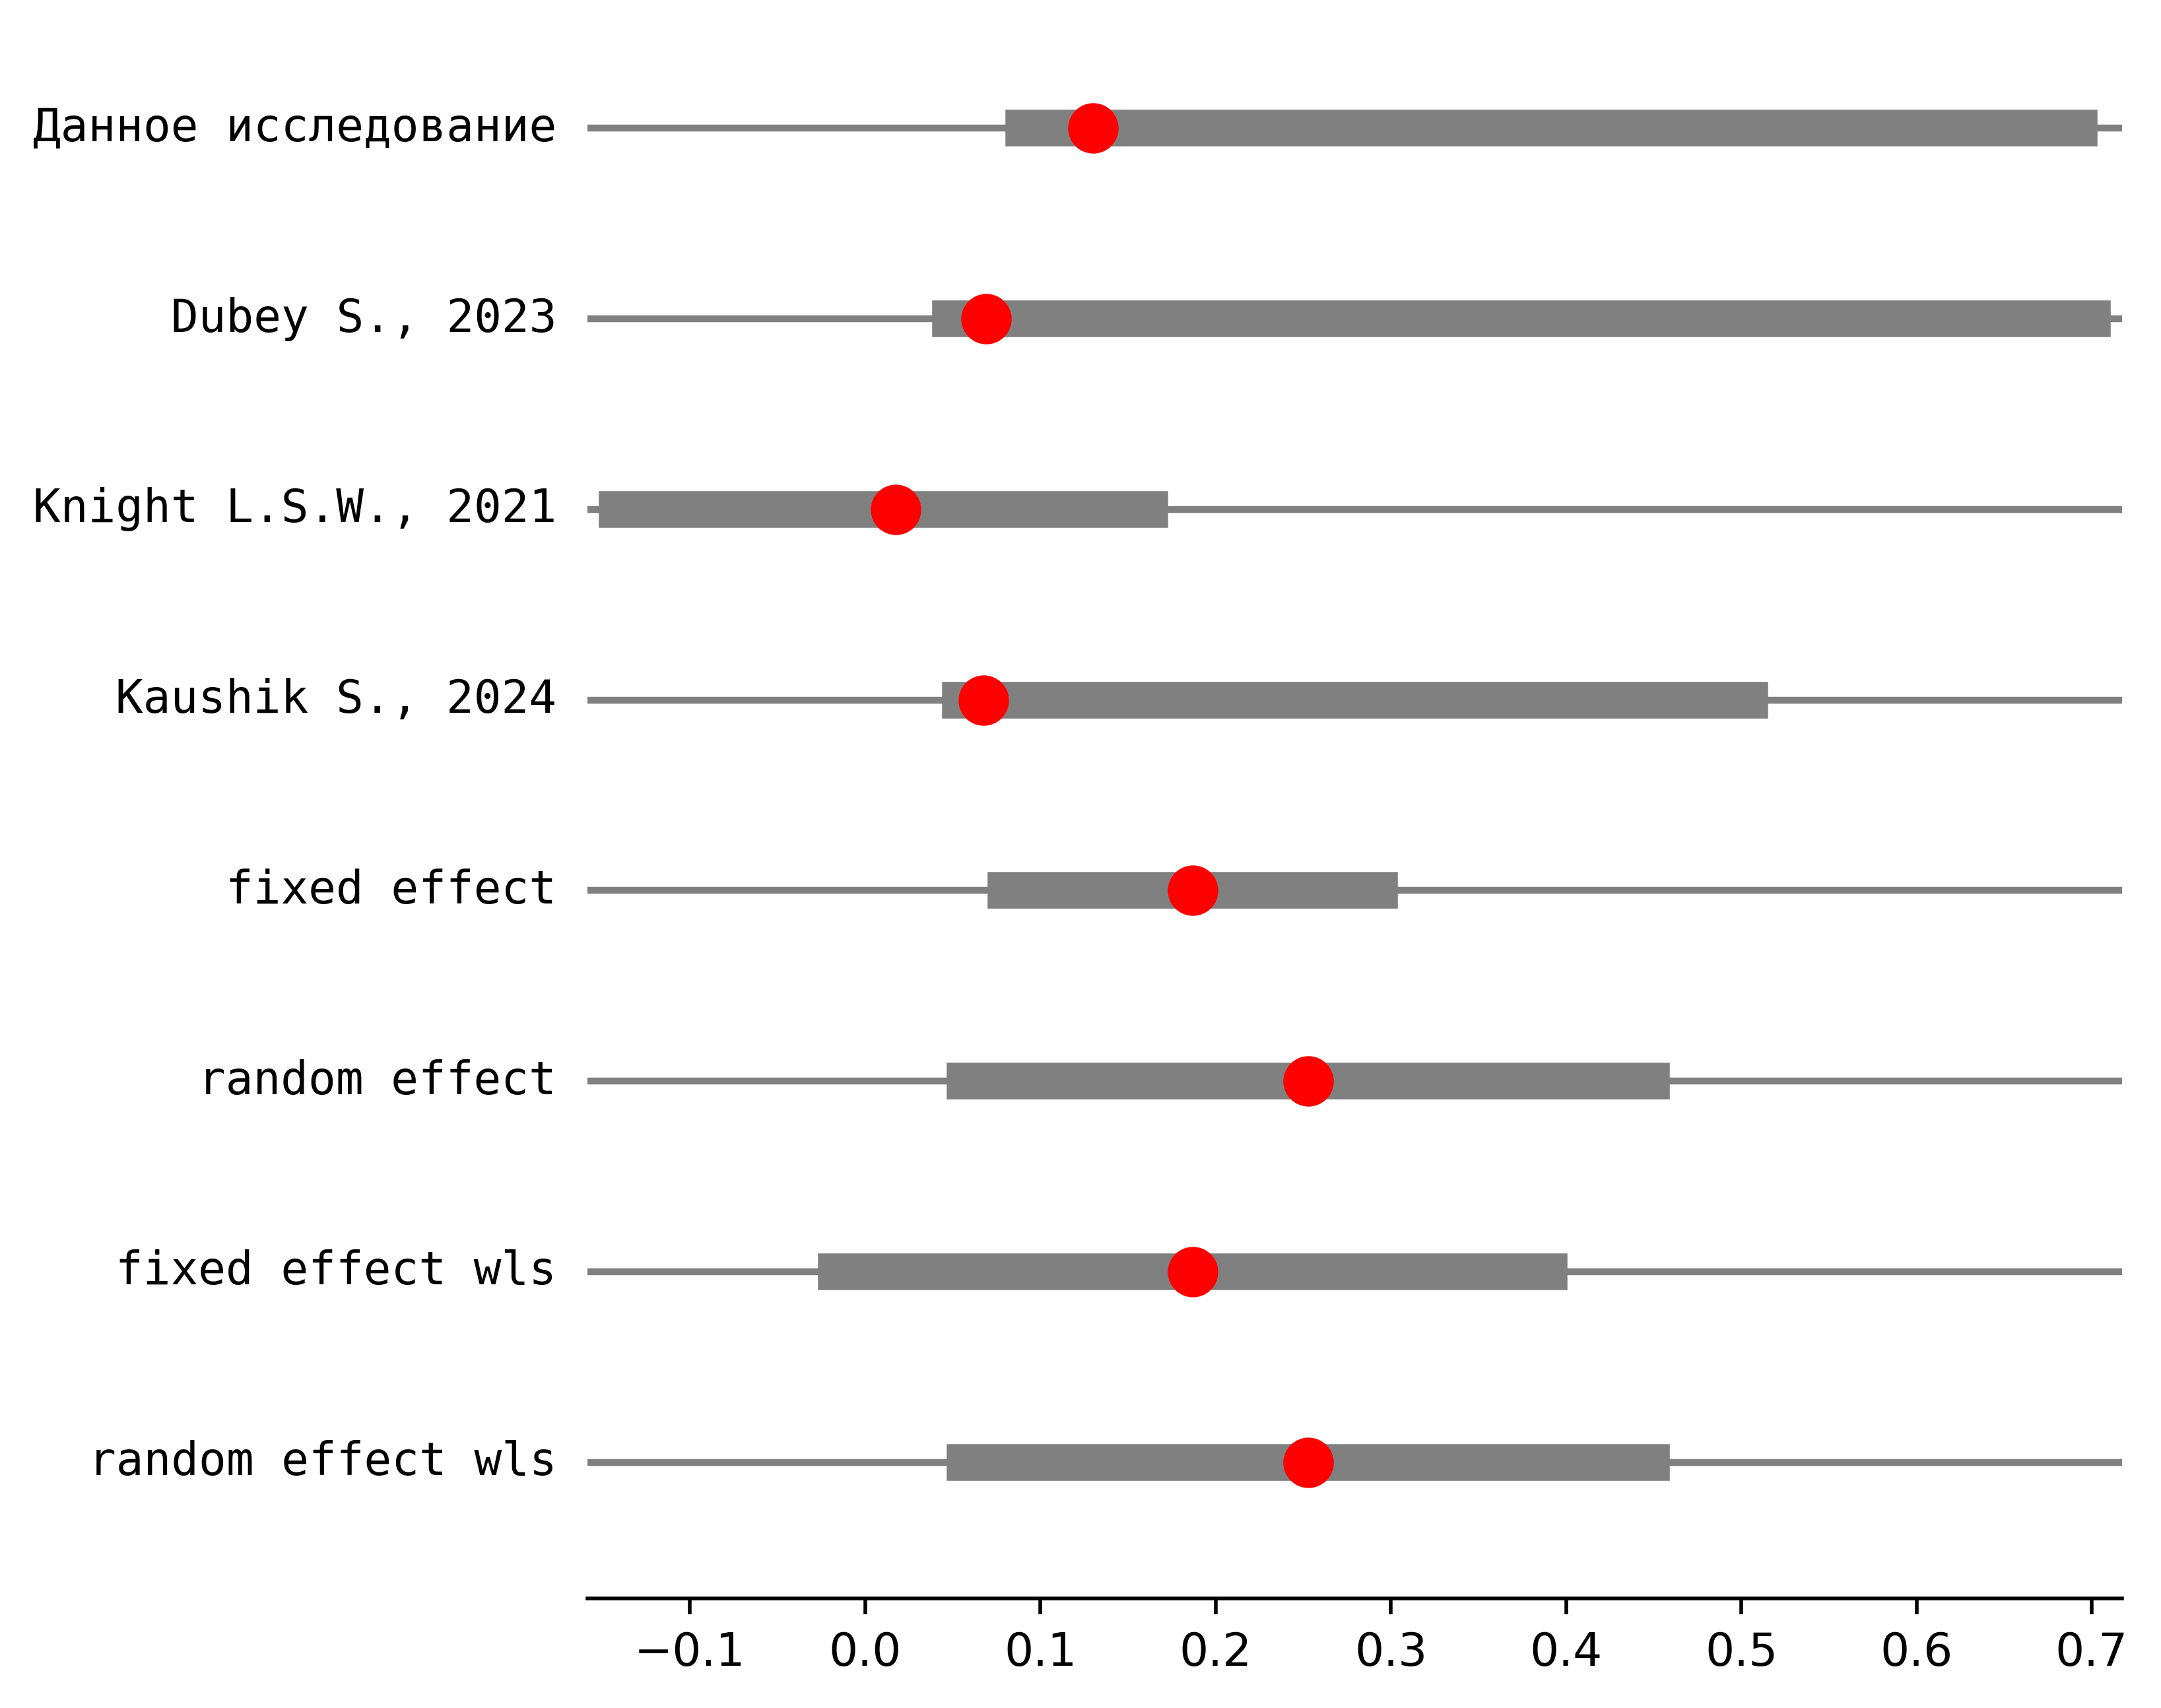 Данное исследование
Dubey S., 2023
Knight L.S.W., 2021
Kaushik S., 2024
fixed effect
random effect
fixed effect wls
random effect wls
−0.1 0.0 0.1 0.2 0.3 0.4 0.5 0.6 0.7